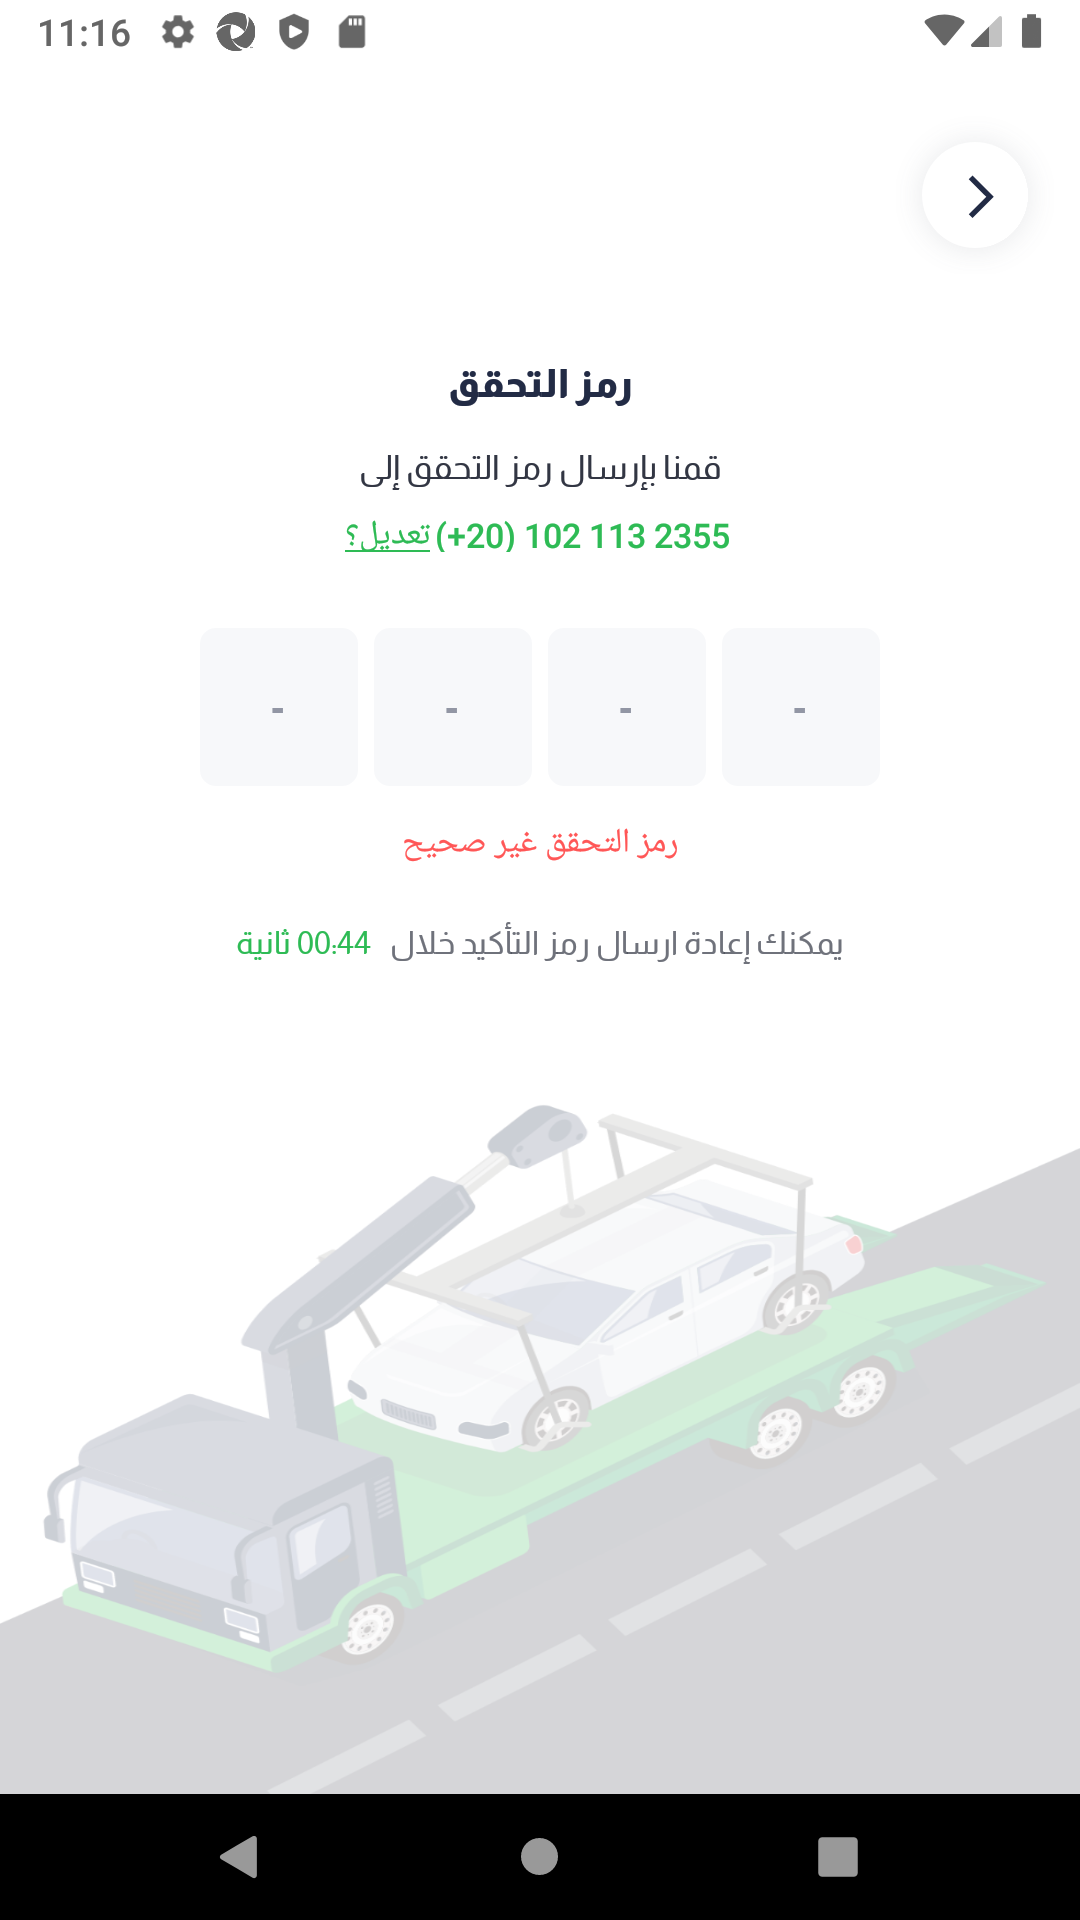 11:16
رمز التحقق
قمنا بإرسال رمز التحقق إلى
(+20) 102 113 2355 تعديل؟
- - - -
رمز التحقق غير صحيح
يمكنك إعادة ارسال رمز التأكيد خلال 00:44 ثانية